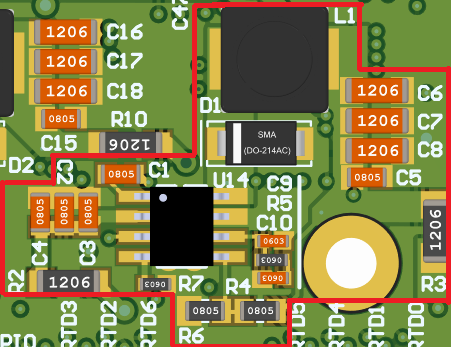 C42
L1
1206 C16
1206 C17
1206 C18
0805
C15
R10
1206
D1
SMA
(DO-214AC)
1206 C6
1206 C7
1206 C8
0805 C5
D2
C2
0805 C1
U14
C9
R5
C10
0805 0805 0805
C4 C3
0603
0603
0603
1206
R2
1206
0603
R7 R4
R3
0805 0805
R6
RTD3
RTD2
RTD6
RTD5
RTD4
RTD1
RTD0